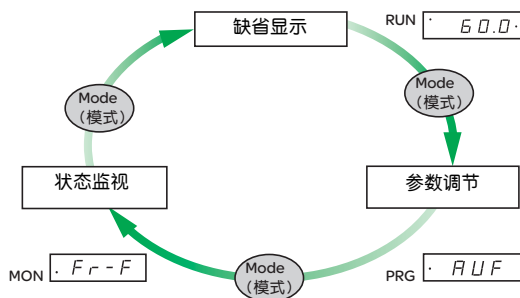 缺省显示
RUN
60.0
Mode
(模式)
Mode
(模式)
状态监视
参数调节
MON
Fr-F
Mode
(模式)
PRG
AUF